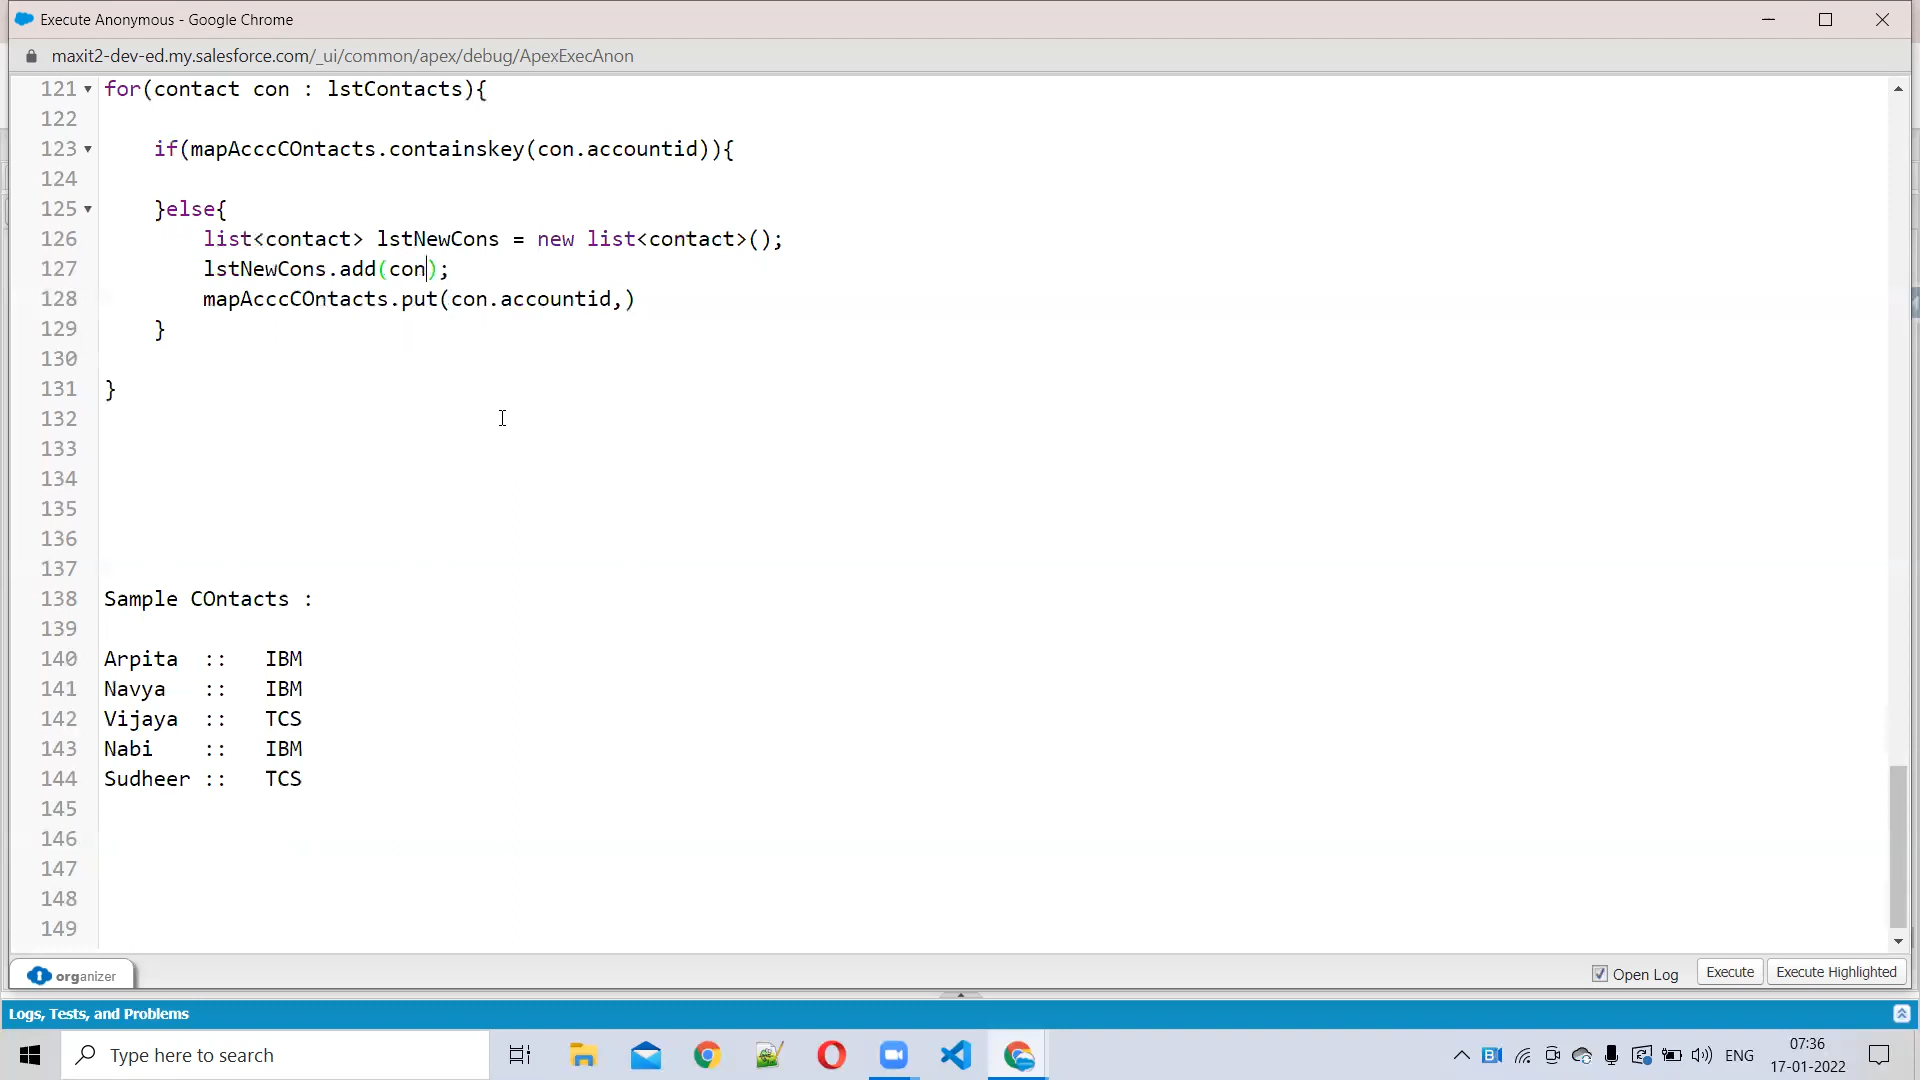 Execute Anonymous - Google Chrome
maxit2-dev-ed.my.salesforce.com/_ui/common/apex/debug/ApexExecAnon
121 for(contact con : lstContacts){
122
123 if(mapAcccCOntacts.containskey(con.accountid)){
124
125 }else{
126 list<contact> lstNewCons = new list<contact>();
127 lstNewCons.add(con);
128 mapAcccCOntacts.put(con.accountid,)
129 }
130
131 }
132
133
134
135
136
137
138 Sample COntacts :
139
140 Arpita :: IBM
141 Navya :: IBM
142 Vijaya :: TCS
143 Nabi :: IBM
144 Sudheer :: TCS
145
146
147
148
149
organizer
Open Log Execute Execute Highlighted
Logs, Tests, and Problems
Type here to search
ENG
07:36
17-01-2022